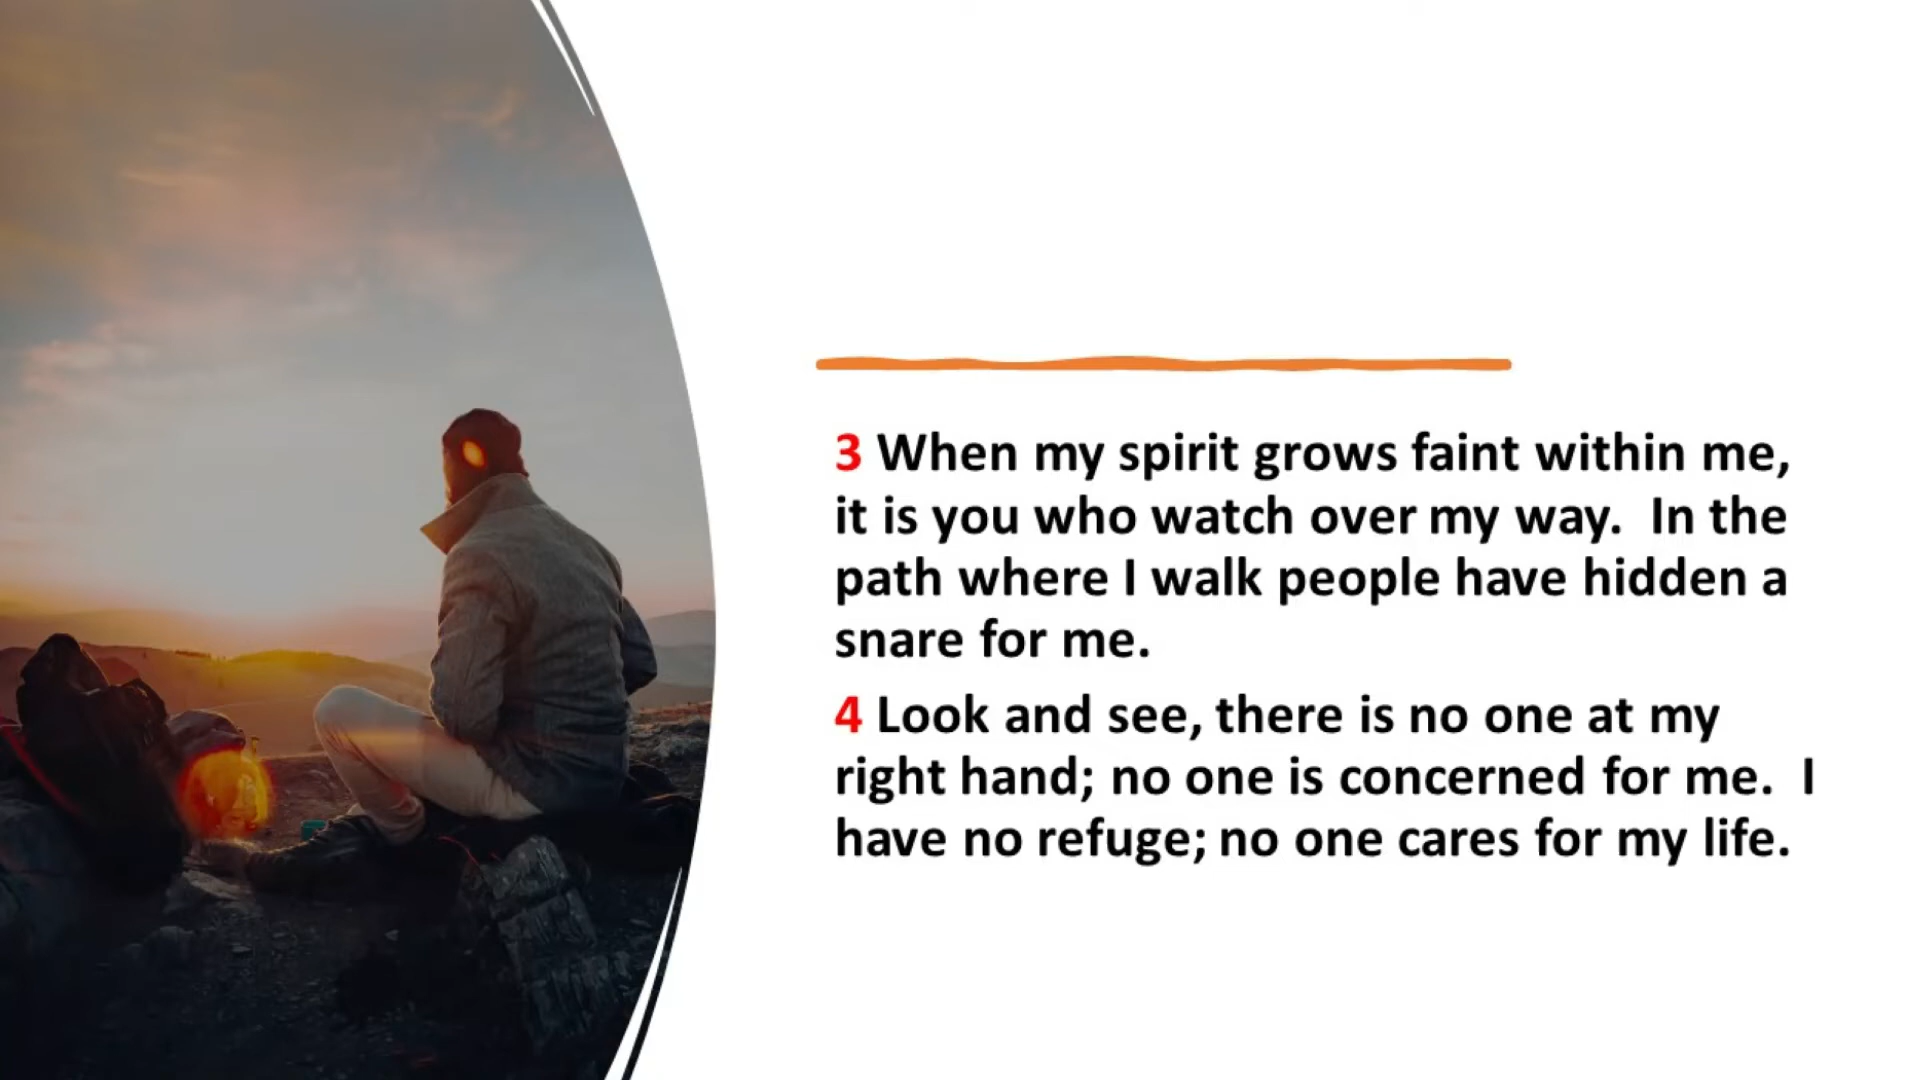 3 When my spirit grows faint within me,
it is you who watch over my way.  In the
path where I walk people have hidden a
snare for me.
4 Look and see, there is no one at my
right hand; no one is concerned for me.  I
have no refuge; no one cares for my life.